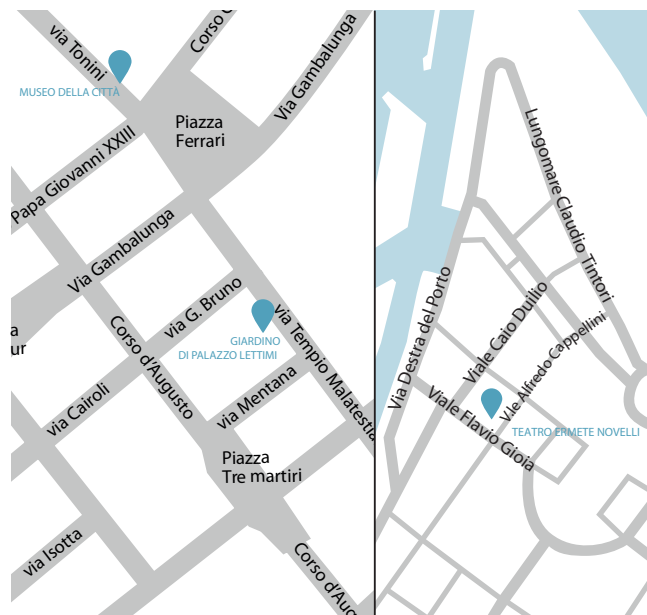 via Tonini
Corso G
Via Gambalunga
MUSEO DELLA CITTÀ
Piazza
Ferrari
Papa Giovanni XXIII
Via Gambalunga
via G. Bruno
GIARDINO
DI PALAZZO LETTIMI
via Tempio Malatestia
a
ur
Corso d'Augusto
via Mentana
via Cairoli
Piazza
Tre martiri
via Isotta
Corso d'Aug
Lungomare Claudio Tintori
Via Destra del Porto
Viale Caio Duilio
V.le Alfredo Cappellini
Viale Flavio Gioia
TEATRO ERMETE NOVELLI